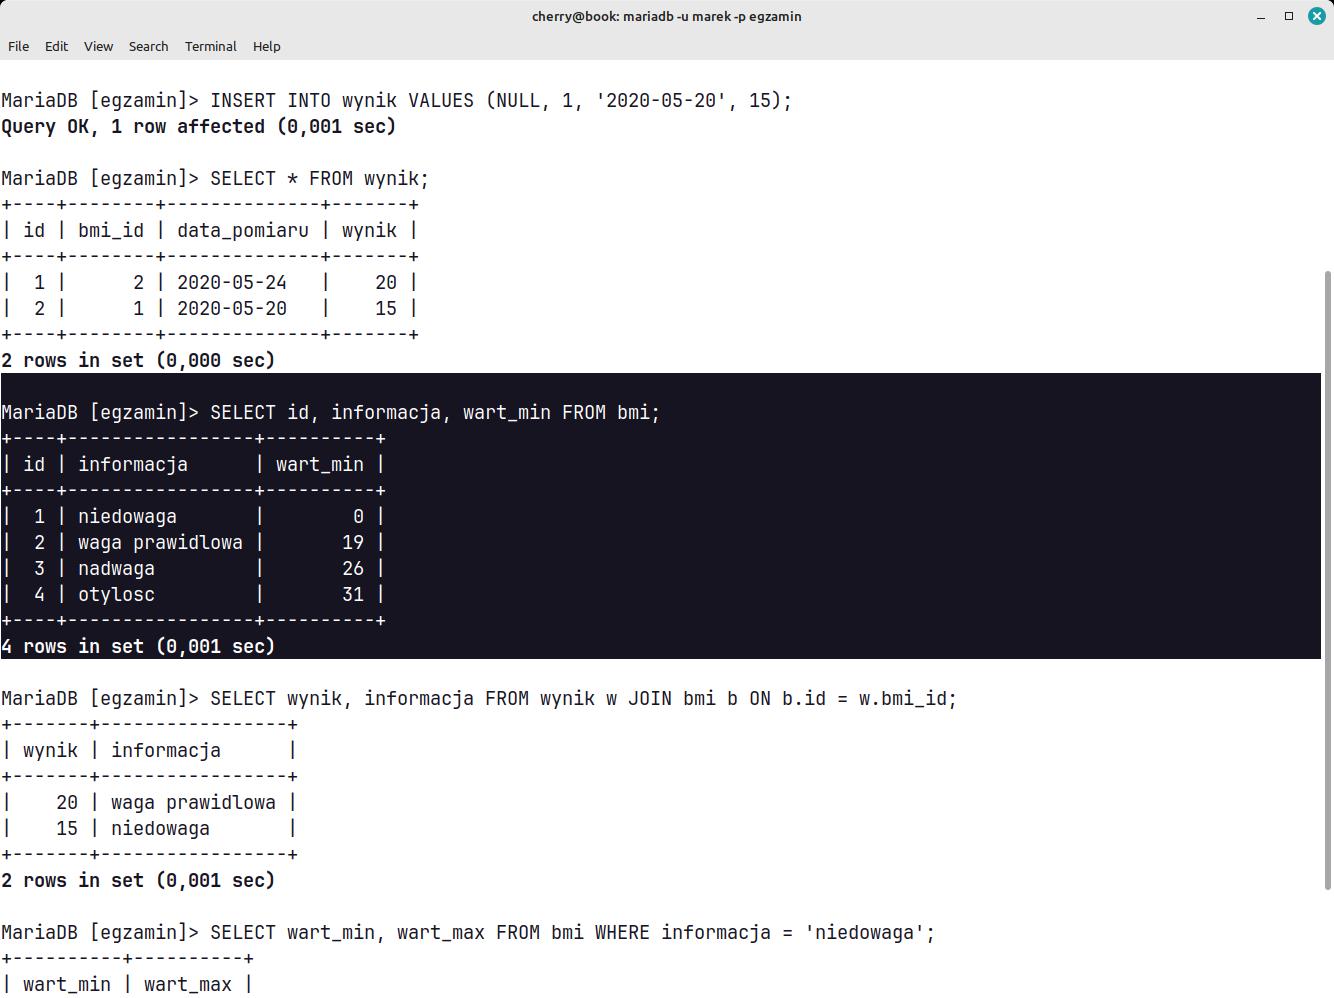 cherry@book: mariadb -u marek -p egzamin
File Edit View Search Terminal Help
MariaDB [egzamin]> INSERT INTO wynik VALUES (NULL, 1, '2020-05-20', 15);
Query OK, 1 row affected (0,001 sec)
MariaDB [egzamin]> SELECT * FROM wynik;
+----+--------+--------------+-------+
| id | bmi_id | data_pomiaru | wynik |
+----+--------+--------------+-------+
|  1 |      2 | 2020-05-24   |    20 |
|  2 |      1 | 2020-05-20   |    15 |
+----+--------+--------------+-------+
2 rows in set (0,000 sec)
MariaDB [egzamin]> SELECT id, informacja, wart_min FROM bmi;
+----+-----------------+----------+
| id | informacja      | wart_min |
+----+-----------------+----------+
|  1 | niedowaga       |        0 |
|  2 | waga prawidlowa |       19 |
|  3 | nadwaga         |       26 |
|  4 | otylosc         |       31 |
+----+-----------------+----------+
4 rows in set (0,001 sec)
MariaDB [egzamin]> SELECT wynik, informacja FROM wynik w JOIN bmi b ON b.id = w.bmi_id;
+-------+-----------------+
| wynik | informacja      |
+-------+-----------------+
|    20 | waga prawidlowa |
|    15 | niedowaga       |
+-------+-----------------+
2 rows in set (0,001 sec)
MariaDB [egzamin]> SELECT wart_min, wart_max FROM bmi WHERE informacja = 'niedowaga';
+----------+----------+
| wart_min | wart_max |